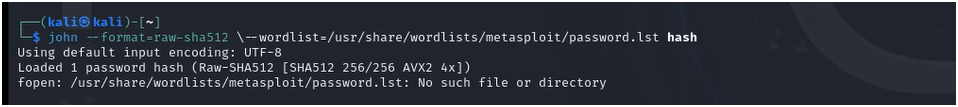 ┌──(kali㉿kali)-[~]
└─$ john --format=raw-sha512 \--wordlist=/usr/share/wordlists/metasploit/password.lst hash
Using default input encoding: UTF-8
Loaded 1 password hash (Raw-SHA512 [SHA512 256/256 AVX2 4x])
fopen: /usr/share/wordlists/metasploit/password.lst: No such file or directory